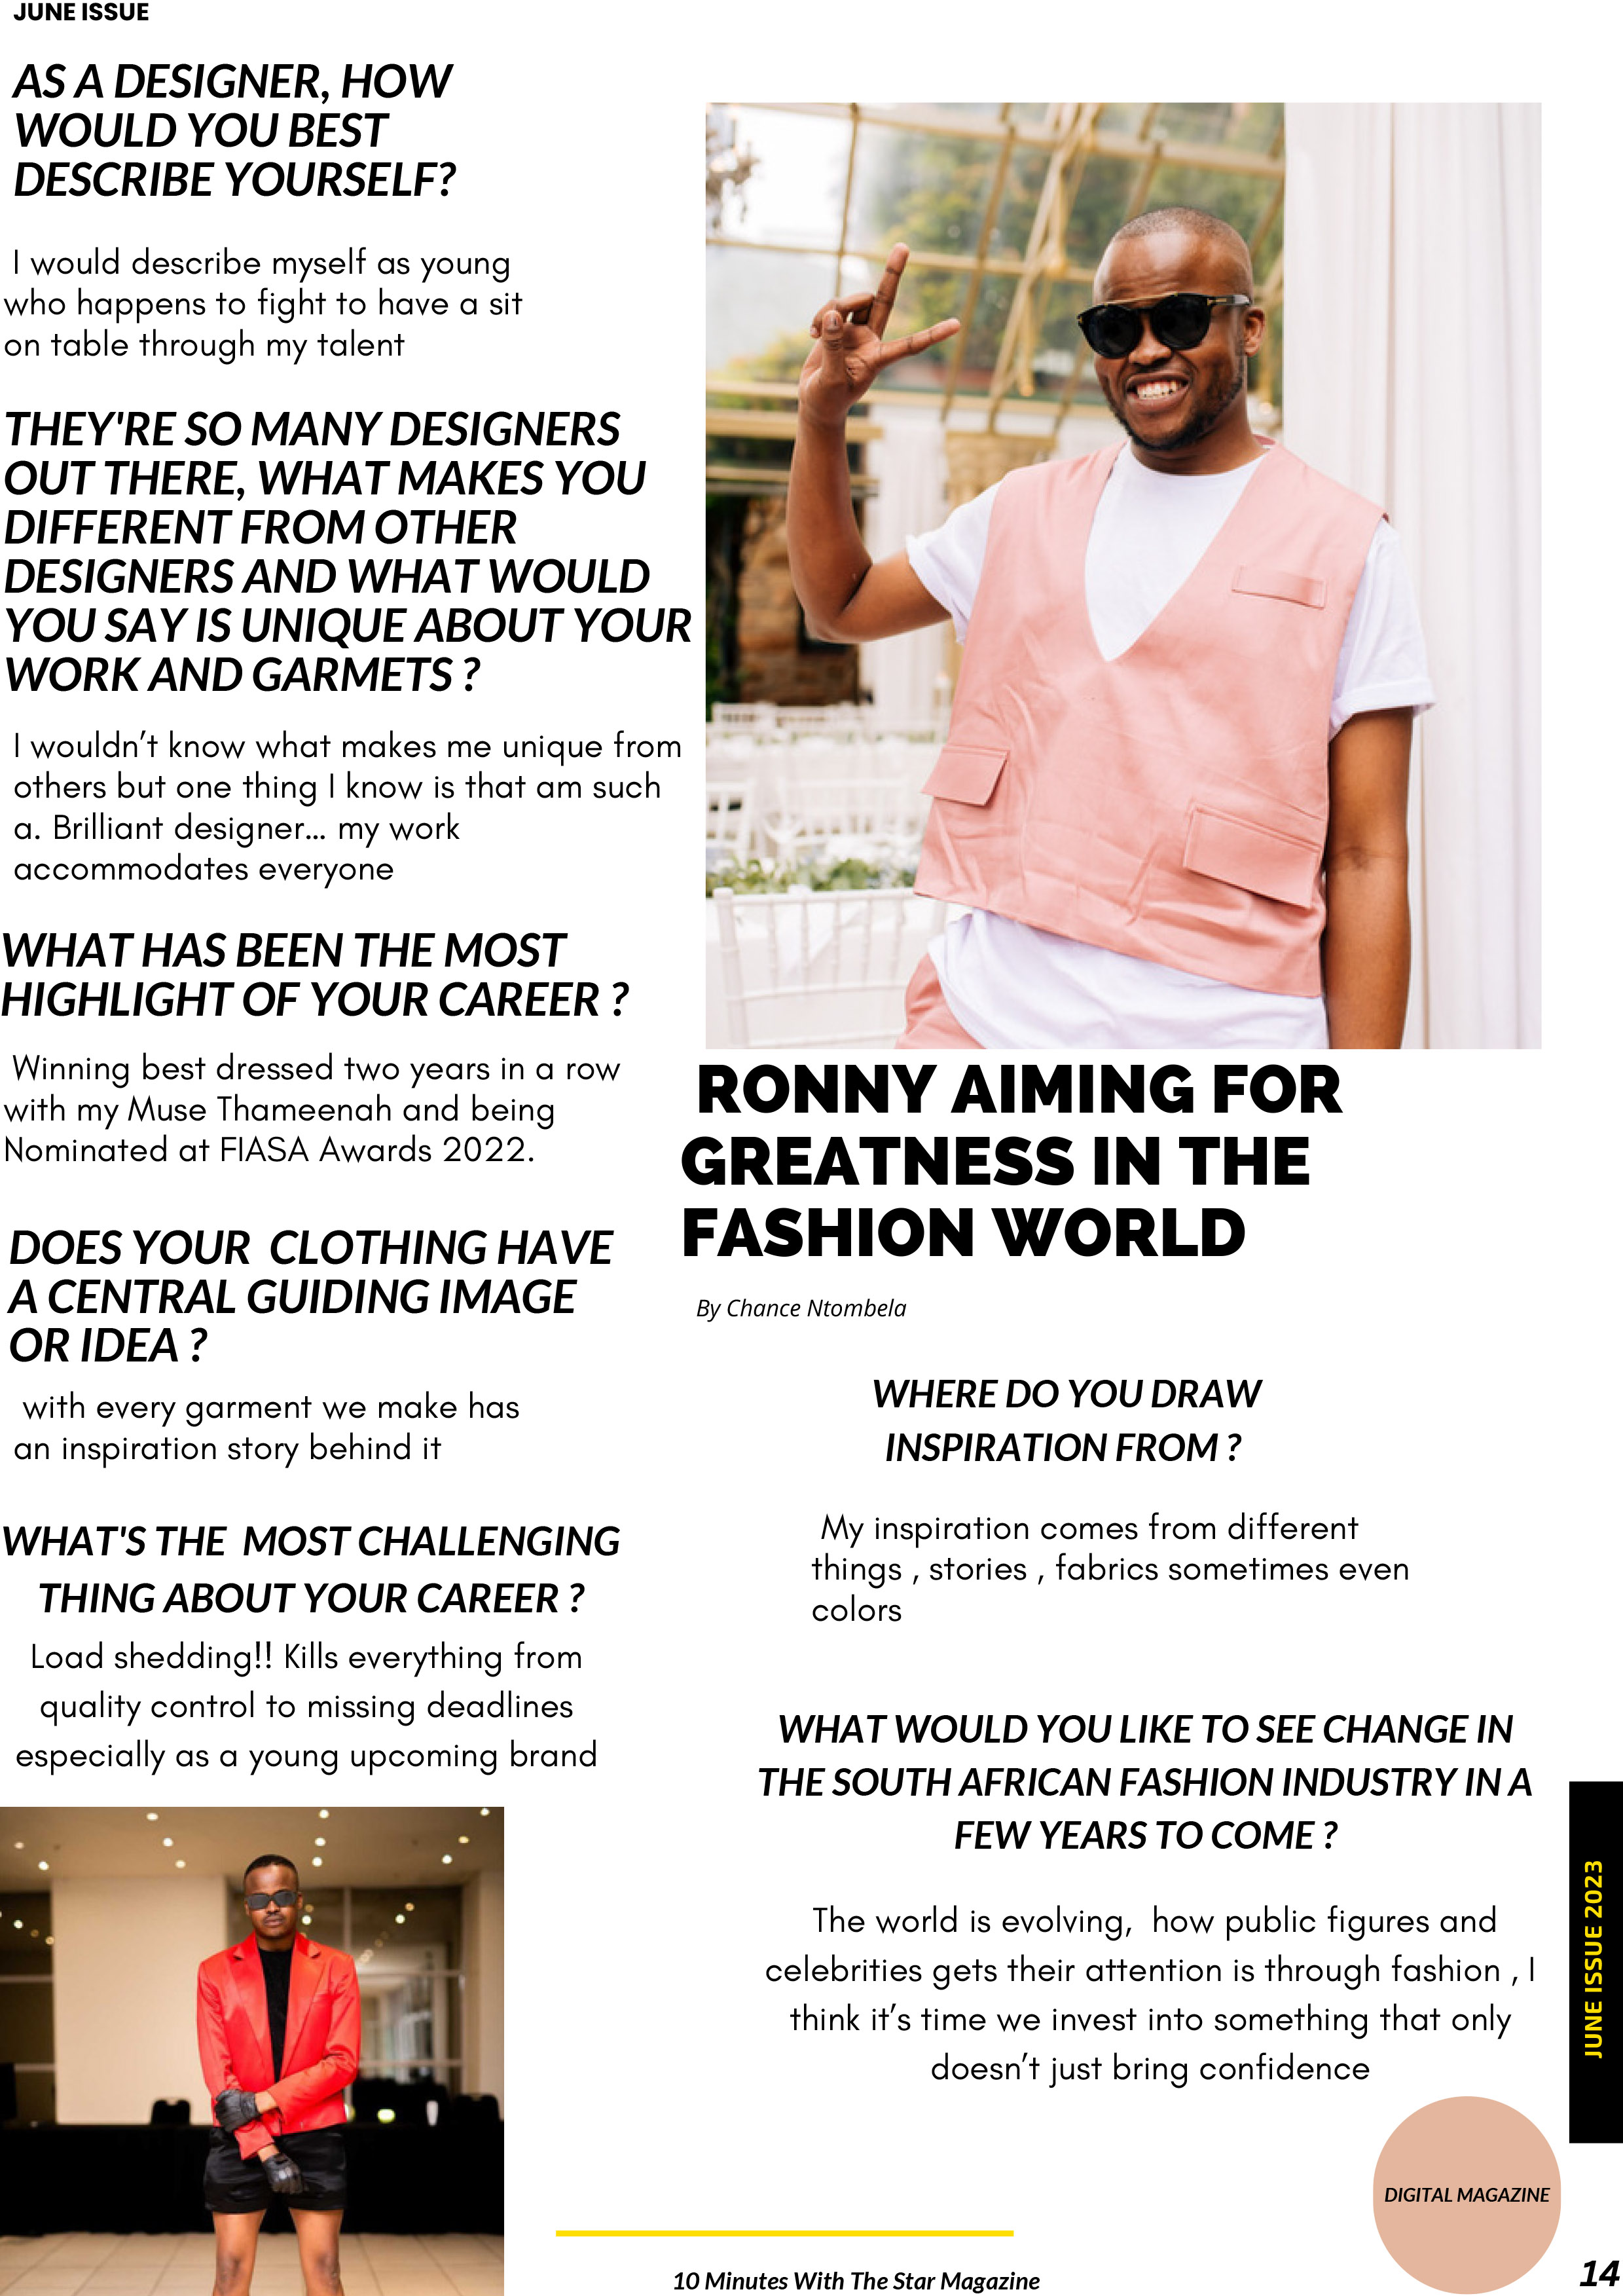 JUNE ISSUE
AS A DESIGNER, HOW
WOULD YOU BEST
DESCRIBE YOURSELF?
I would describe myself as young
who happens to fight to have a sit
on table through my talent
THEY'RE SO MANY DESIGNERS
OUT THERE, WHAT MAKES YOU
DIFFERENT FROM OTHER
DESIGNERS AND WHAT WOULD
YOU SAY IS UNIQUE ABOUT YOUR
WORK AND GARMETS ?
I wouldn’t know what makes me unique from
others but one thing I know is that am such
a. Brilliant designer... my work
accommodates everyone
WHAT HAS BEEN THE MOST
HIGHLIGHT OF YOUR CAREER ?
Winning best dressed two years in a row
with my Muse Thameenah and being
Nominated at FIASA Awards 2022.
DOES YOUR CLOTHING HAVE
A CENTRAL GUIDING IMAGE
OR IDEA ?
with every garment we make has
an inspiration story behind it
WHAT'S THE MOST CHALLENGING
THING ABOUT YOUR CAREER ?
Load shedding!! Kills everything from
quality control to missing deadlines
especially as a young upcoming brand
RONNY AIMING FOR
GREATNESS IN THE
FASHION WORLD
By Chance Ntombela
WHERE DO YOU DRAW
INSPIRATION FROM ?
My inspiration comes from different
things , stories , fabrics sometimes even
colors
WHAT WOULD YOU LIKE TO SEE CHANGE IN
THE SOUTH AFRICAN FASHION INDUSTRY IN A
FEW YEARS TO COME ?
The world is evolving, how public figures and
celebrities gets their attention is through fashion , I
think it’s time we invest into something that only
doesn’t just bring confidence
JUNE ISSUE 2023
DIGITAL MAGAZINE
10 Minutes With The Star Magazine
14